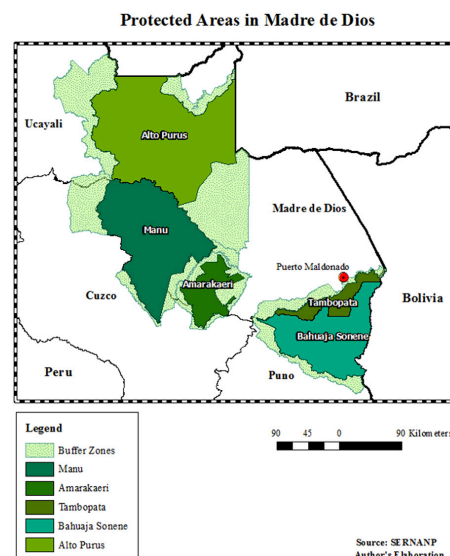 Protected Areas in Madre de Dios
Brazil
Ucayali
Alto Purus
Madre de Dios
Manu
Puerto Maldonado
Amarakaeri
Cuzco
Tambopata
Bolivia
Bahuaja Sonene
Peru
Puno
Legend
Buffer Zones
Manu
Amarakaeri
Tambopata
Bahuaja Sonene
Alto Purus
90 45 0 90 Kilometers
Source: SERNANP
Author's Elaboration